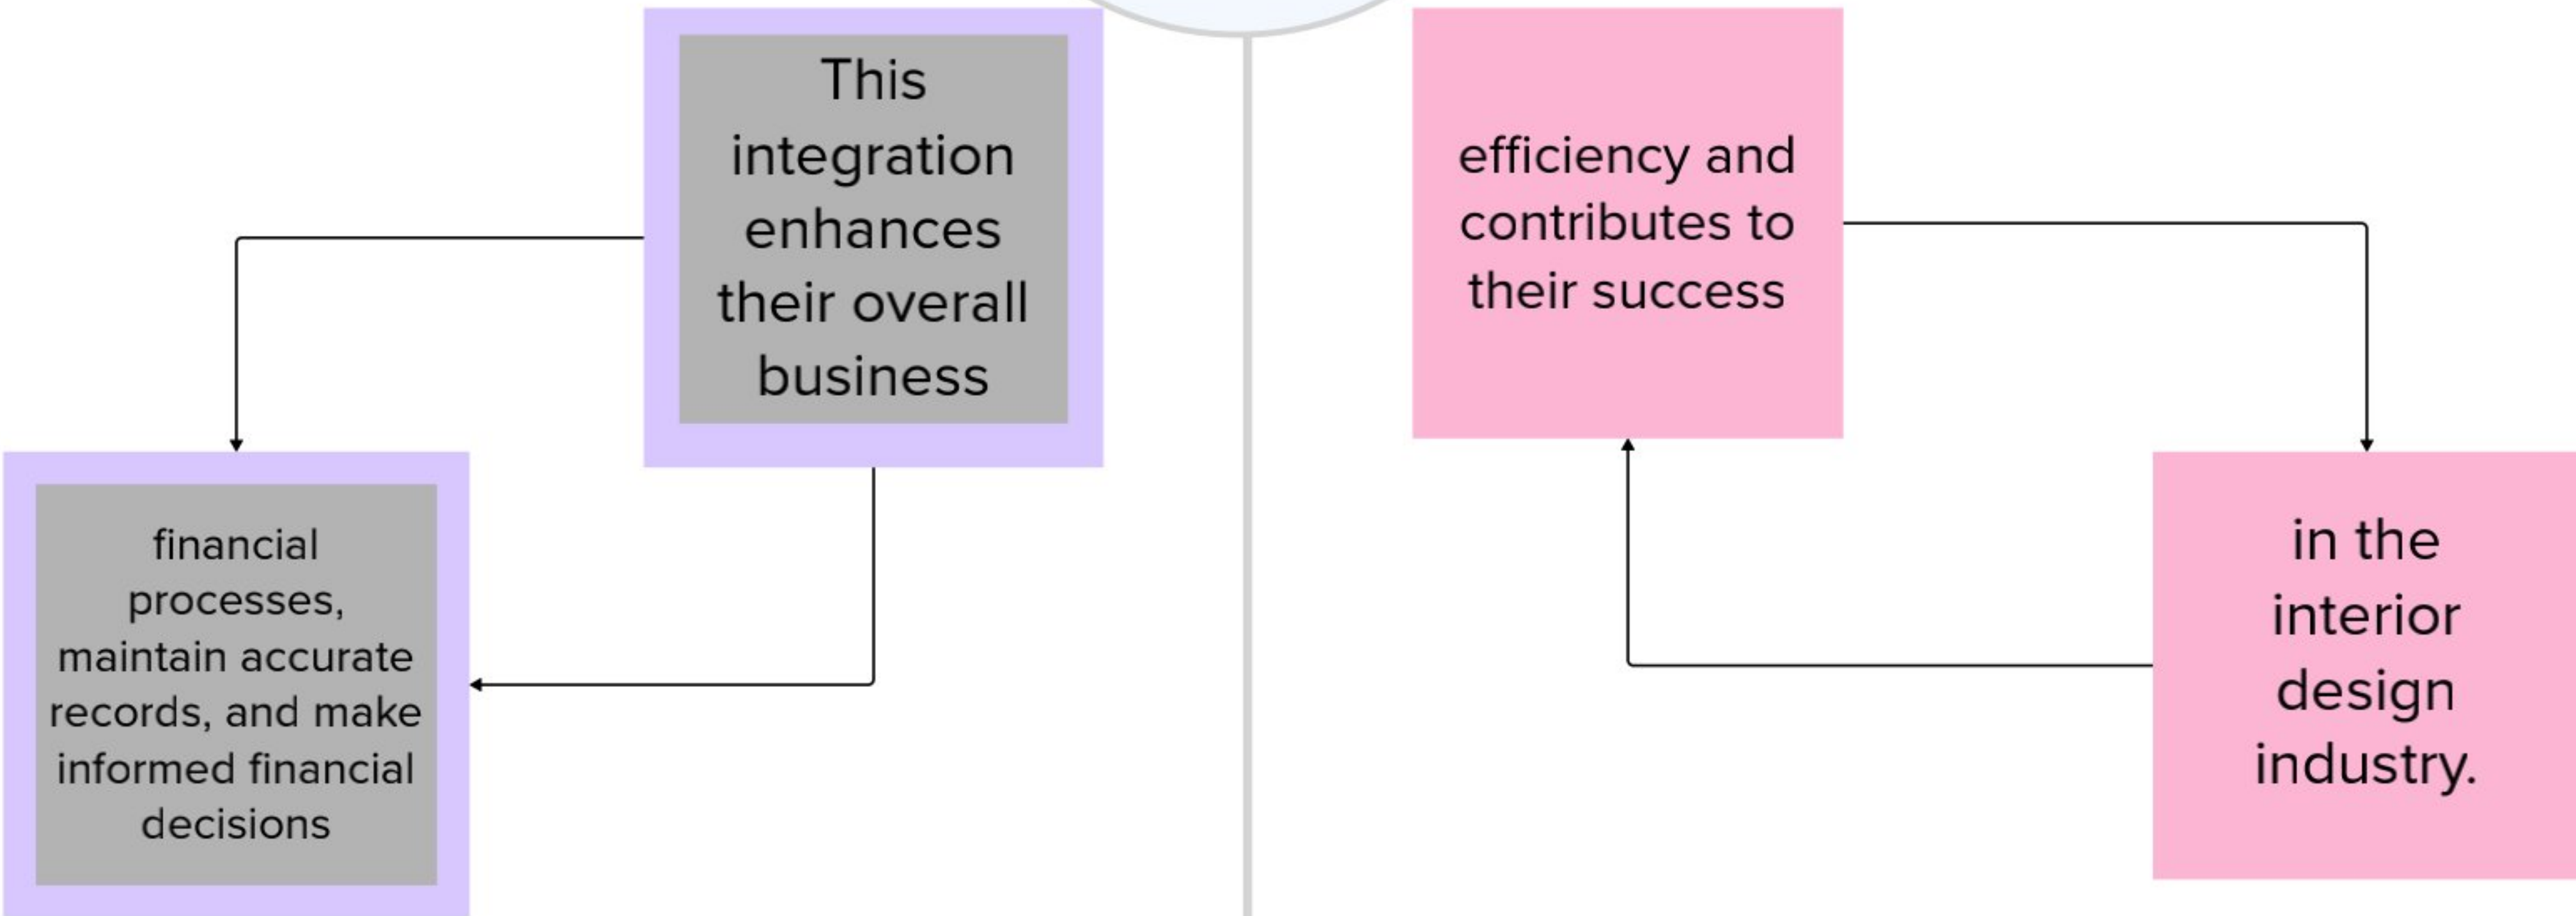 This
integration
enhances
their overall
business
financial
processes,
maintain accurate
records, and make
informed financial
decisions
efficiency and
contributes to
their success
in the
interior
design
industry.